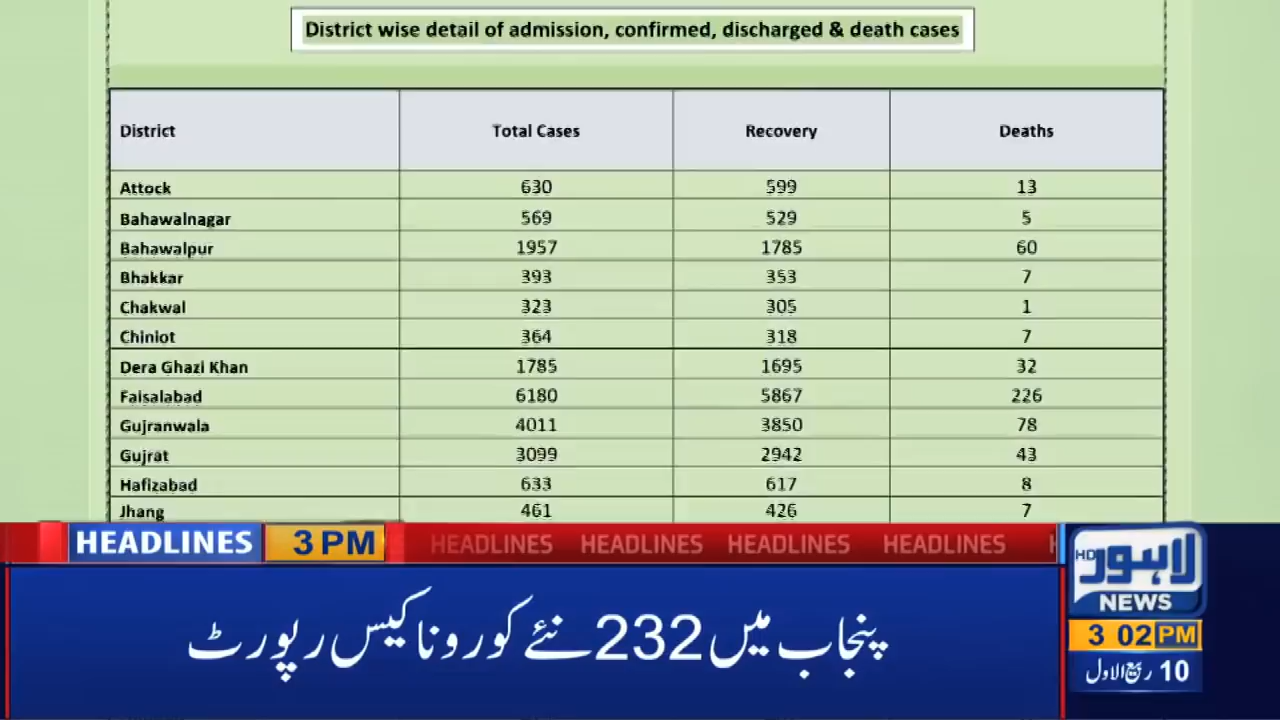 District wise detail of admission, confirmed, discharged & death cases
District Total Cases Recovery Deaths
Attock 630 599 13
Bahawalnagar 569 529 5
Bahawalpur 1957 1785 60
Bhakkar 393 353 7
Chakwal 323 305 1
Chiniot 364 318 7
Dera Ghazi Khan 1785 1695 32
Faisalabad 6180 5867 226
Gujranwala 4011 3850 78
Gujrat 3099 2942 43
Hafizabad 633 617 8
Jhang 461 426 7
HEADLINES 3 PM HEADLINES HEADLINES HEADLINES HEADLINES H
پنجاب میں 232 نئے کورونا کیس رپورٹ
لاہور HD
NEWS
3 02 PM
10 ربیع الاول